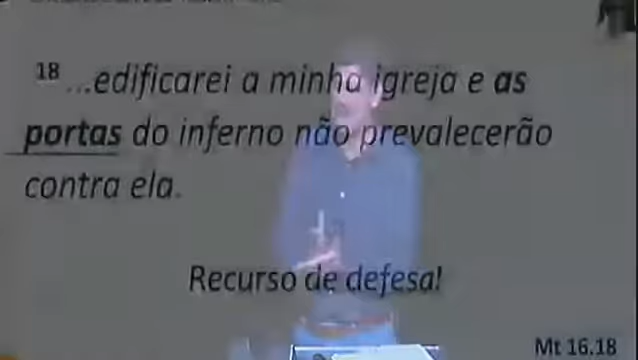 18 ...edificarei a minha igreja e as
portas do inferno não prevalecerão
contra ela.
Recurso de defesa!
Mt 16.18